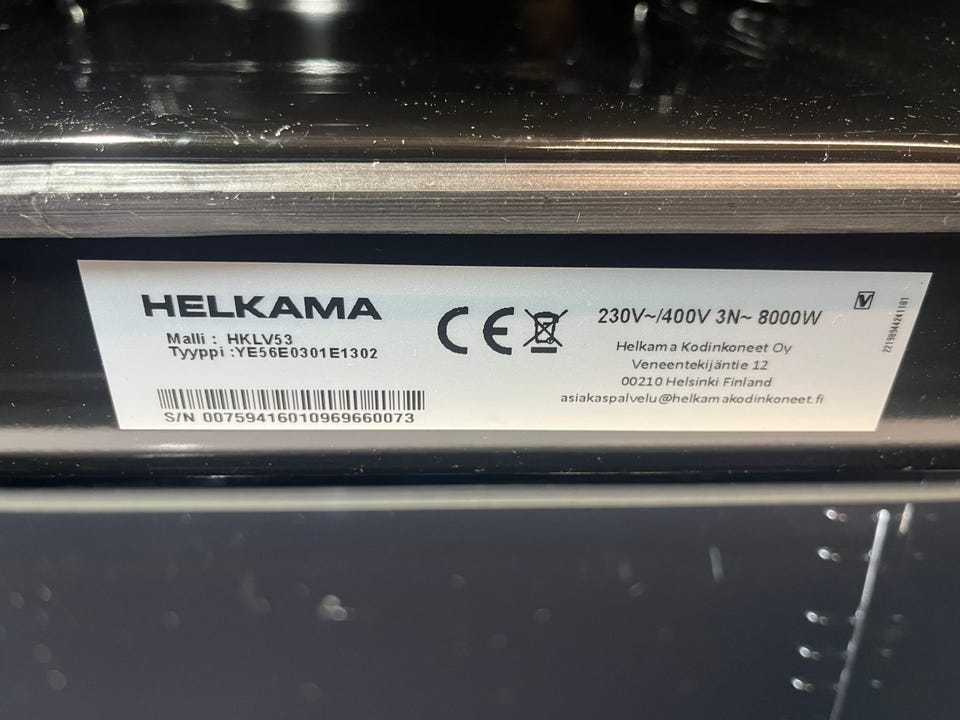 HELKAMA
Malli : HKLV53
Tyyppi :YE56E0301E1302
S/N 00759416010969660073
CE
230V~/400V 3N~ 8000W
Helkama Kodinkoneet Oy
Veneentekijäntie 12
00210 Helsinki Finland
asiakaspalvelu@helkamakodinkoneet.fi
V